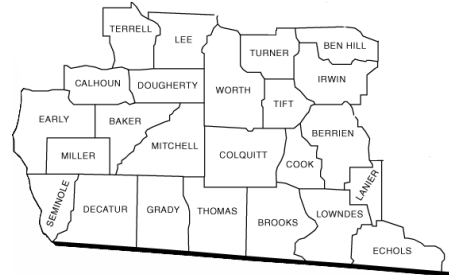 TERRELL
LEE
TURNER
BEN HILL
CALHOUN
DOUGHERTY
WORTH
IRWIN
TIFT
EARLY
BAKER
BERRIEN
MITCHELL
MILLER
COLQUITT
COOK
LANIER
SEMINOLE
DECATUR
GRADY
THOMAS
BROOKS
LOWNDES
ECHOLS